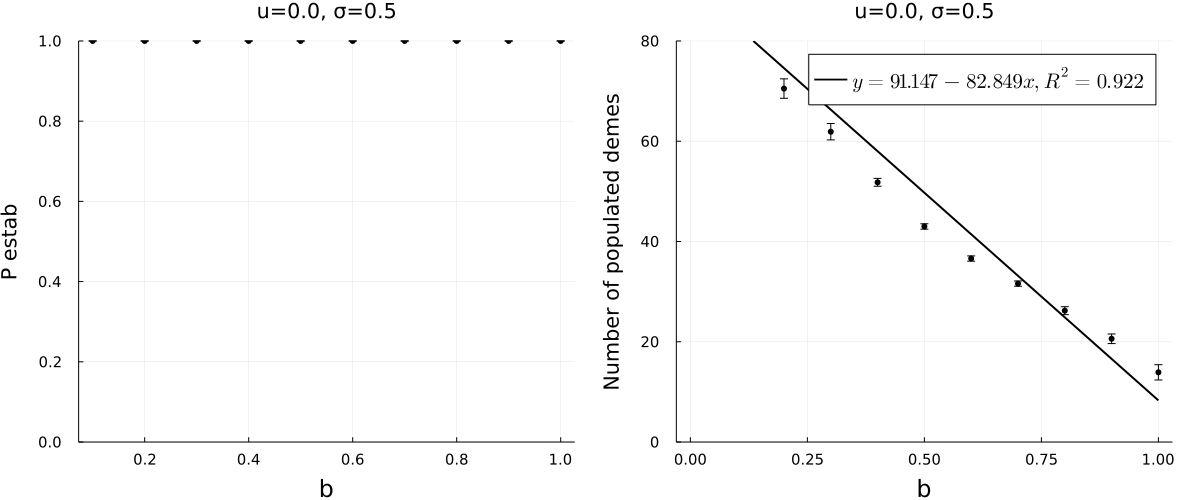 u=0.0, σ=0.5
P estab
1.0
0.8
0.6
0.4
0.2
0.0
0.2 0.4 0.6 0.8 1.0
b
u=0.0, σ=0.5
Number of populated demes
80
60
40
20
0
y = 91.147 − 82.849x, R² = 0.922
0.00 0.25 0.50 0.75 1.00
b